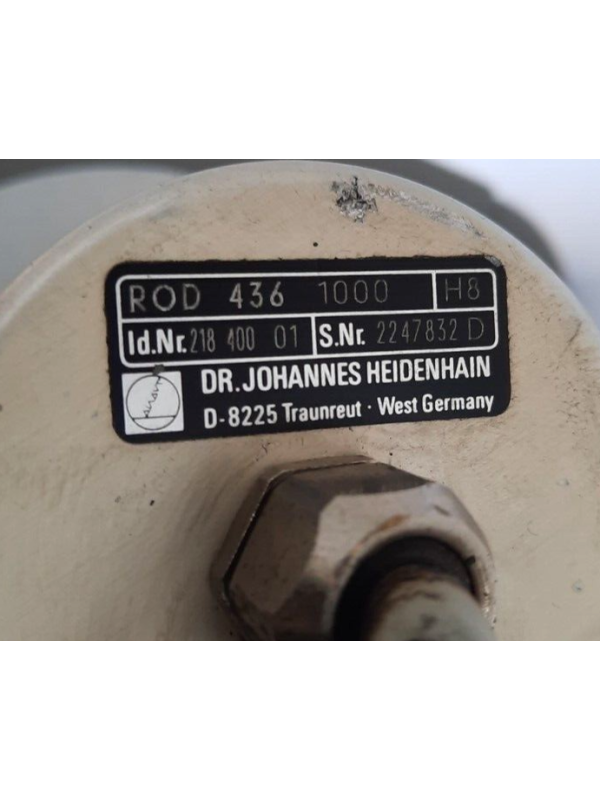 ROD 436 1000 H8
Id.Nr. 218 400 01 S.Nr. 2247832 D
DR. JOHANNES HEIDENHAIN
D-8225 Traunreut · West Germany